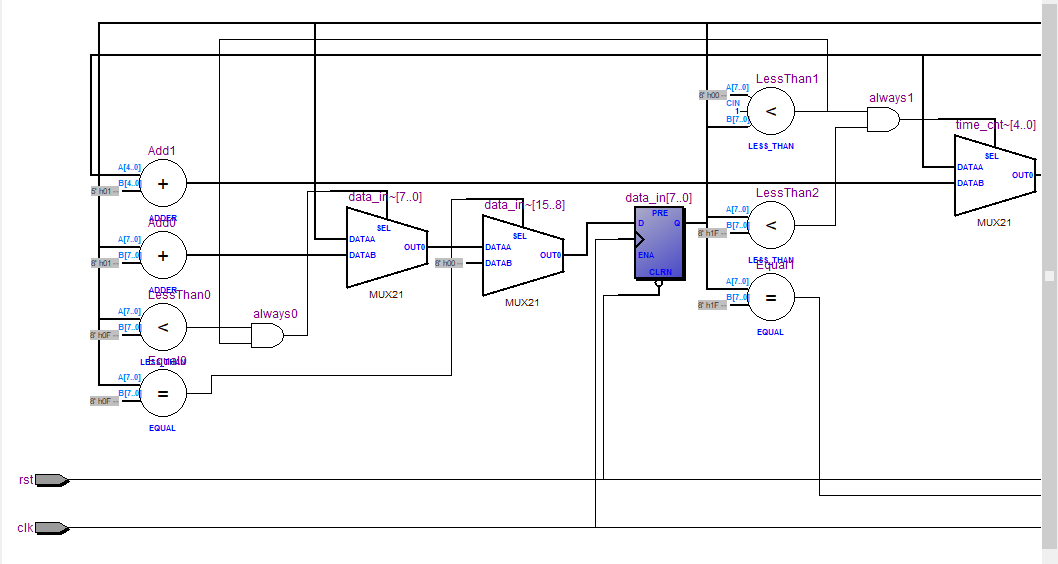 LessThan1
A[7..0]
8' h00 --
CIN
1
B[7..0]
<
LESS_THAN
always1
time_cnt~[4..0]
SEL
DATAA
DATAB
OUT0
MUX21
Add1
A[4..0]
B[4..0]
5' h01 --
+
ADDER
Add0
A[7..0]
B[7..0]
8' h01 --
+
ADDER
data_in~[7..0]
SEL
DATAA
DATAB
OUT0
MUX21
data_in~[15..8]
SEL
DATAA
DATAB
8' h00 --
OUT0
MUX21
data_in[7..0]
PRE
D
Q
ENA
CLRN
LessThan2
A[7..0]
B[7..0]
8' h1F --
<
LESS_THAN
Equal1
A[7..0]
B[7..0]
8' h1F --
=
EQUAL
LessThan0
A[7..0]
B[7..0]
8' h0F --
<
LESS_THAN
always0
Equal0
A[7..0]
B[7..0]
8' h0F --
=
EQUAL
rst
clk